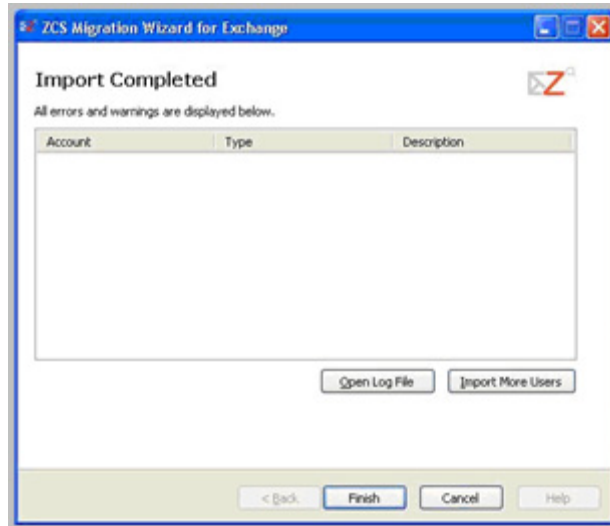 ZCS Migration Wizard for Exchange
Import Completed
All errors and warnings are displayed below.
Account Type Description
Open Log File Import More Users
< Back Finish Cancel Help